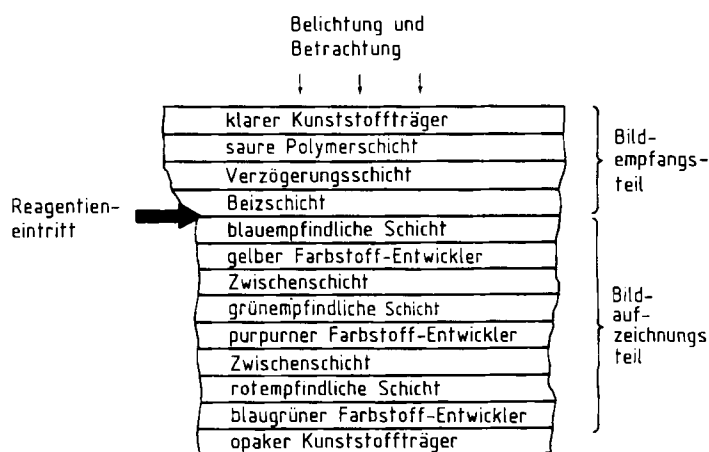 Belichtung und
Betrachtung
klarer Kunststoffträger
saure Polymerschicht
Verzögerungsschicht
Beizschicht
blauempfindliche Schicht
gelber Farbstoff-Entwickler
Zwischenschicht
grünempfindliche Schicht
purpurner Farbstoff-Entwickler
Zwischenschicht
rotempfindliche Schicht
blaugrüner Farbstoff-Entwickler
opaker Kunststoffträger
Reagentien-
eintritt
Bild-
empfangs-
teil
Bild-
auf-
zeichnungs
teil